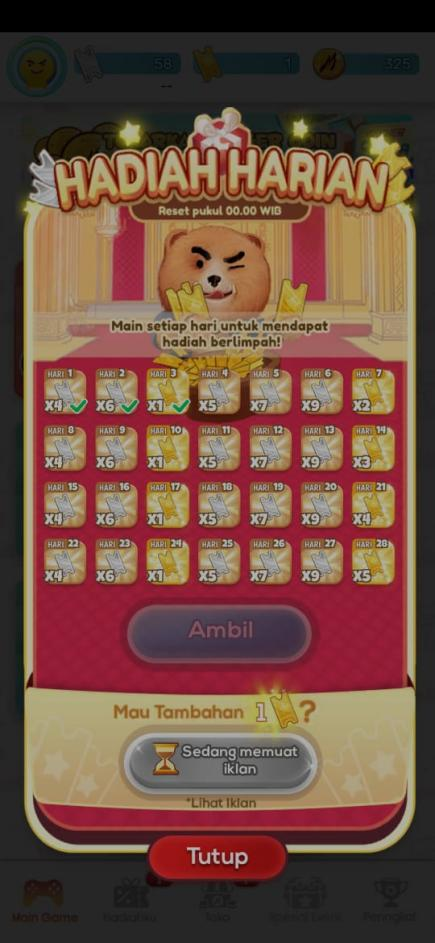 58 1 325
HADIAH HARIAN
Reset pukul 00.00 WIB
Main setiap hari untuk mendapat
hadiah berlimpah!
HARI 1 HARI 2 HARI 3 HARI 4 HARI 5 HARI 6 HARI 7
X4 X6 X1 X5 X7 X9 X2
HARI 8 HARI 9 HARI 10 HARI 11 HARI 12 HARI 13 HARI 14
X4 X6 X1 X5 X7 X9 X3
HARI 15 HARI 16 HARI 17 HARI 18 HARI 19 HARI 20 HARI 21
X4 X6 X1 X5 X7 X9 X4
HARI 22 HARI 23 HARI 24 HARI 25 HARI 26 HARI 27 HARI 28
X4 X6 X1 X5 X7 X9 X5
Ambil
Mau Tambahan 1 ?
Sedang memuat
iklan
*Lihat Iklan
Tutup
Main Game Hadiahku Toko Spesial Event Peringkat